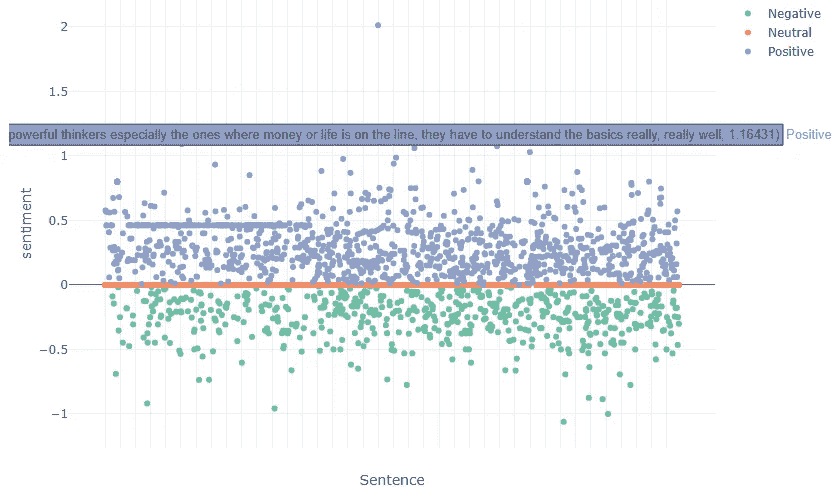 Negative
Neutral
Positive
2
1.5
powerful thinkers especially the ones where money or life is on the line, they have to understand the basics really, really well, 1.16431) Positive
1
0.5
0
−0.5
−1
sentiment
Sentence